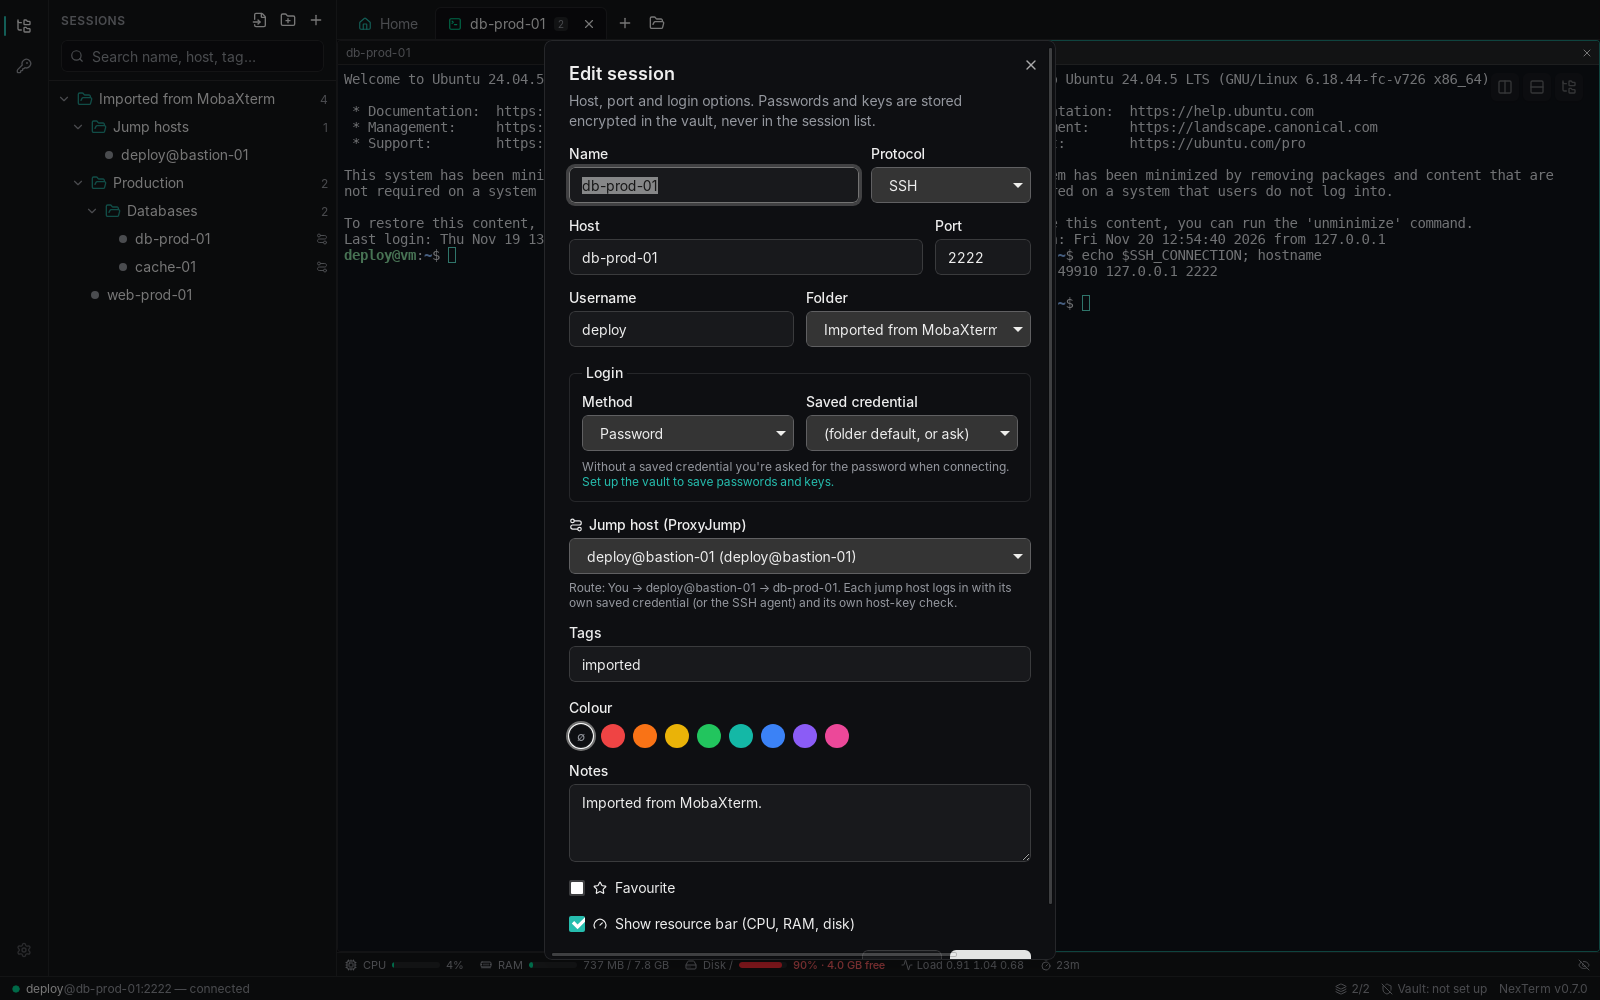 SESSIONS
Search name, host, tag...
Imported from MobaXterm 4
Jump hosts 1
deploy@bastion-01
Production 2
Databases 2
db-prod-01
cache-01
web-prod-01
Home
db-prod-01 2
db-prod-01
Welcome to Ubuntu 24.04.5
* Documentation: https:
* Management: https:
* Support: https:
This system has been mini
not required on a system
To restore this content,
Last login: Thu Nov 19 13
deploy@vm:~$
Edit session
Host, port and login options. Passwords and keys are stored
encrypted in the vault, never in the session list.
Name
Protocol
db-prod-01
SSH
Host
Port
db-prod-01
2222
Username
Folder
deploy
Imported from MobaXterm
Login
Method
Saved credential
Password
(folder default, or ask)
Without a saved credential you're asked for the password when connecting.
Set up the vault to save passwords and keys.
Jump host (ProxyJump)
deploy@bastion-01 (deploy@bastion-01)
Route: You → deploy@bastion-01 → db-prod-01. Each jump host logs in with its
own saved credential (or the SSH agent) and its own host-key check.
Tags
imported
Colour
Notes
Imported from MobaXterm.
Favourite
Show resource bar (CPU, RAM, disk)
Ubuntu 24.04.5 LTS (GNU/Linux 6.18.44-fc-v726 x86_64)
tation: https://help.ubuntu.com
ment: https://landscape.canonical.com
: https://ubuntu.com/pro
em has been minimized by removing packages and content that are
ed on a system that users do not log into.
e this content, you can run the 'unminimize' command.
: Fri Nov 20 12:54:40 2026 from 127.0.0.1
~$ echo $SSH_CONNECTION; hostname
49910 127.0.0.1 2222
~$
CPU 4% RAM 737 MB / 7.8 GB Disk / 90% · 4.0 GB free Load 0.91 1.04 0.68 23m
deploy@db-prod-01:2222 — connected
2/2 Vault: not set up NexTerm v0.7.0